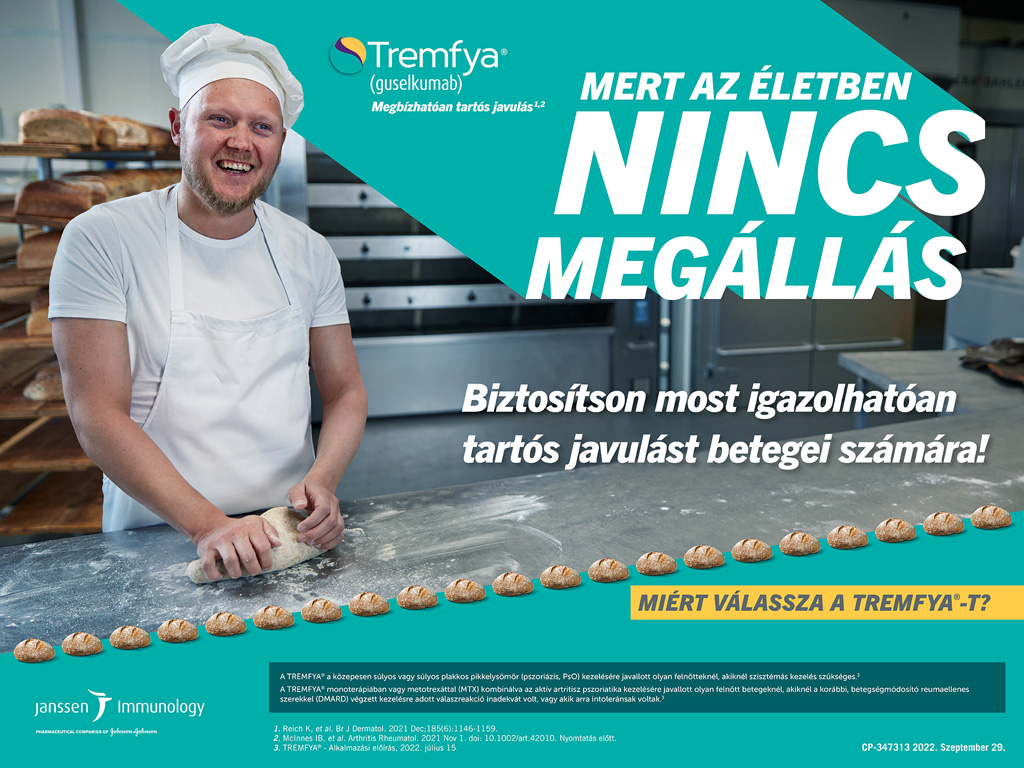 Tremfya®
(guselkumab)
Megbízhatóan tartós javulás1,2
MERT AZ ÉLETBEN
NINCS
MEGÁLLÁS
Biztosítson most igazolhatóan
tartós javulást betegei számára!
MIÉRT VÁLASSZA A TREMFYA®-T?
A TREMFYA® a közepesen súlyos vagy súlyos plakkos pikkelysömör (pszoriázis, PsO) kezelésére javallott olyan felnőtteknél, akiknél szisztémás kezelés szükséges.3
A TREMFYA® monoterápiában vagy metotrexáttal (MTX) kombinálva az aktív artritisz pszoriatika kezelésére javallott olyan felnőtt betegeknél, akiknél a korábbi, betegségmódosító reumaellenes
szerekkel (DMARD) végzett kezelésre adott válaszreakció inadekvát volt, vagy akik arra intoleránsak voltak.3
janssen Immunology
PHARMACEUTICAL COMPANIES OF Johnson&Johnson
1. Reich K, et al. Br J Dermatol. 2021 Dec;185(6):1146-1159.
2. McInnes IB, et al. Arthritis Rheumatol. 2021 Nov 1. doi: 10.1002/art.42010. Nyomtatás előtt.
3. TREMFYA® - Alkalmazási előírás, 2022. július 15.
CP-347313 2022. Szeptember 29.